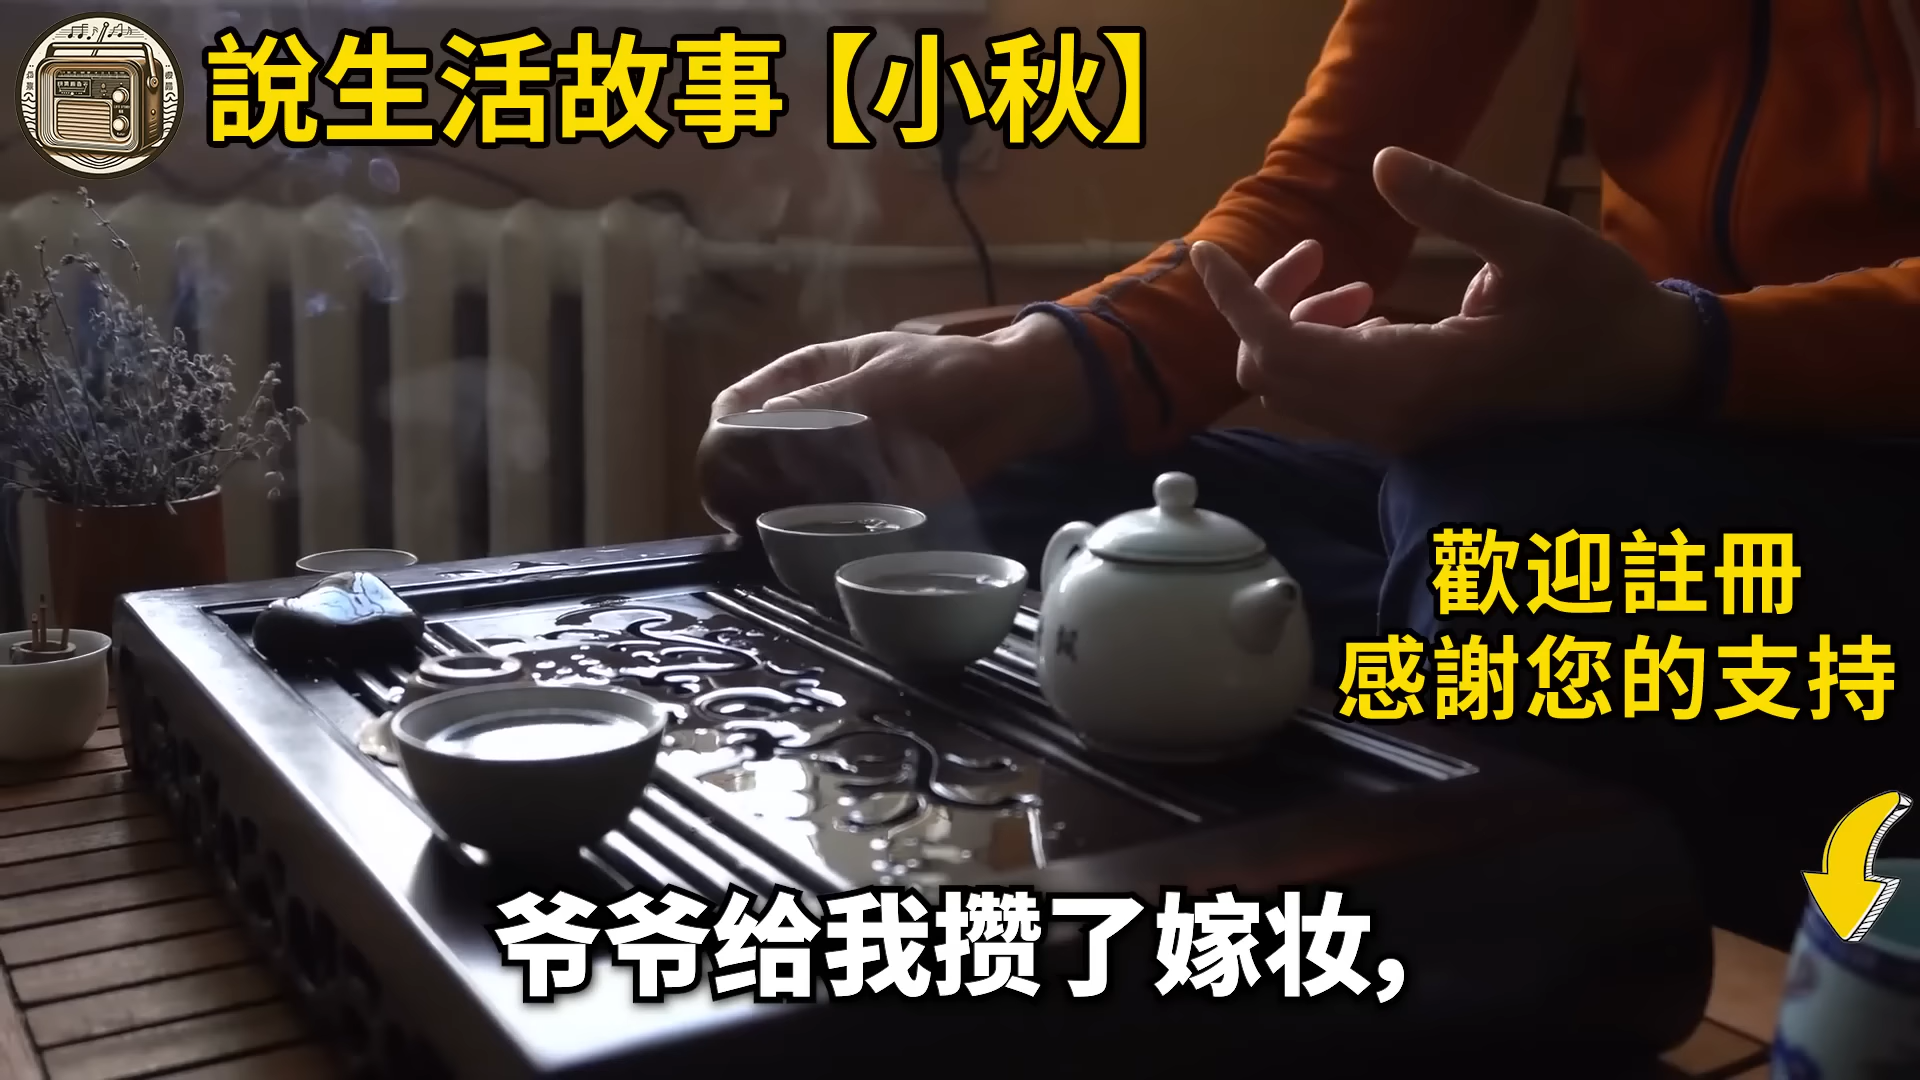 說生活故事【小秋】
歡迎註冊
感謝您的支持
爷爷给我攒了嫁妆,